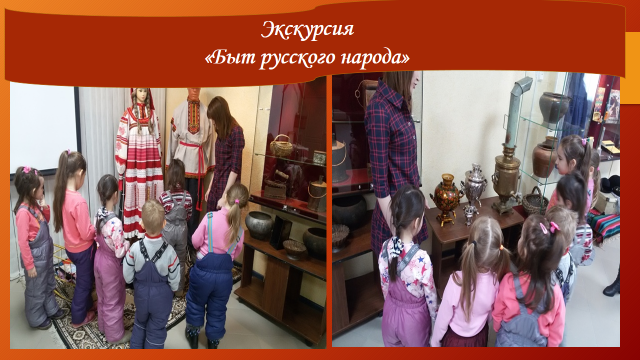 Экскурсия
«Быт русского народа»